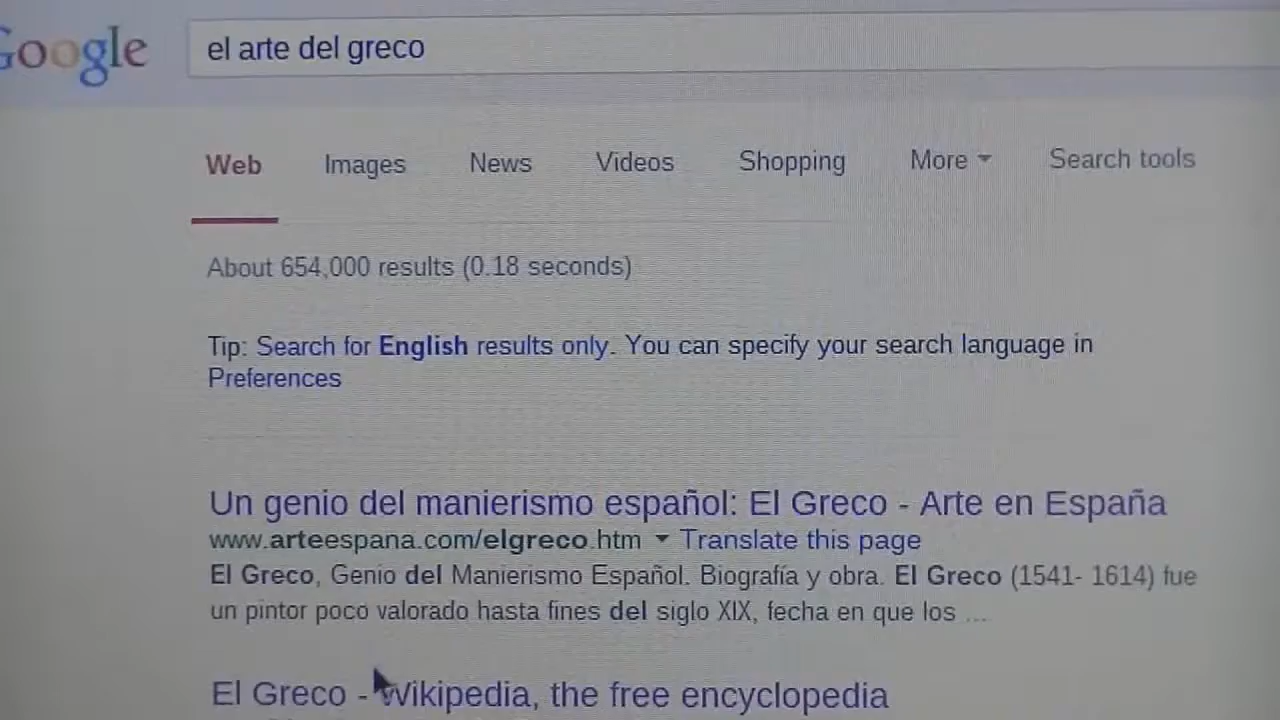 Google
el arte del greco
Web Images News Videos Shopping More Search tools
About 654,000 results (0.18 seconds)
Tip: Search for English results only. You can specify your search language in
Preferences
Un genio del manierismo español: El Greco - Arte en España
www.arteespana.com/elgreco.htm Translate this page
El Greco, Genio del Manierismo Español. Biografía y obra. El Greco (1541- 1614) fue
un pintor poco valorado hasta fines del siglo XIX, fecha en que los ...
El Greco - Wikipedia, the free encyclopedia